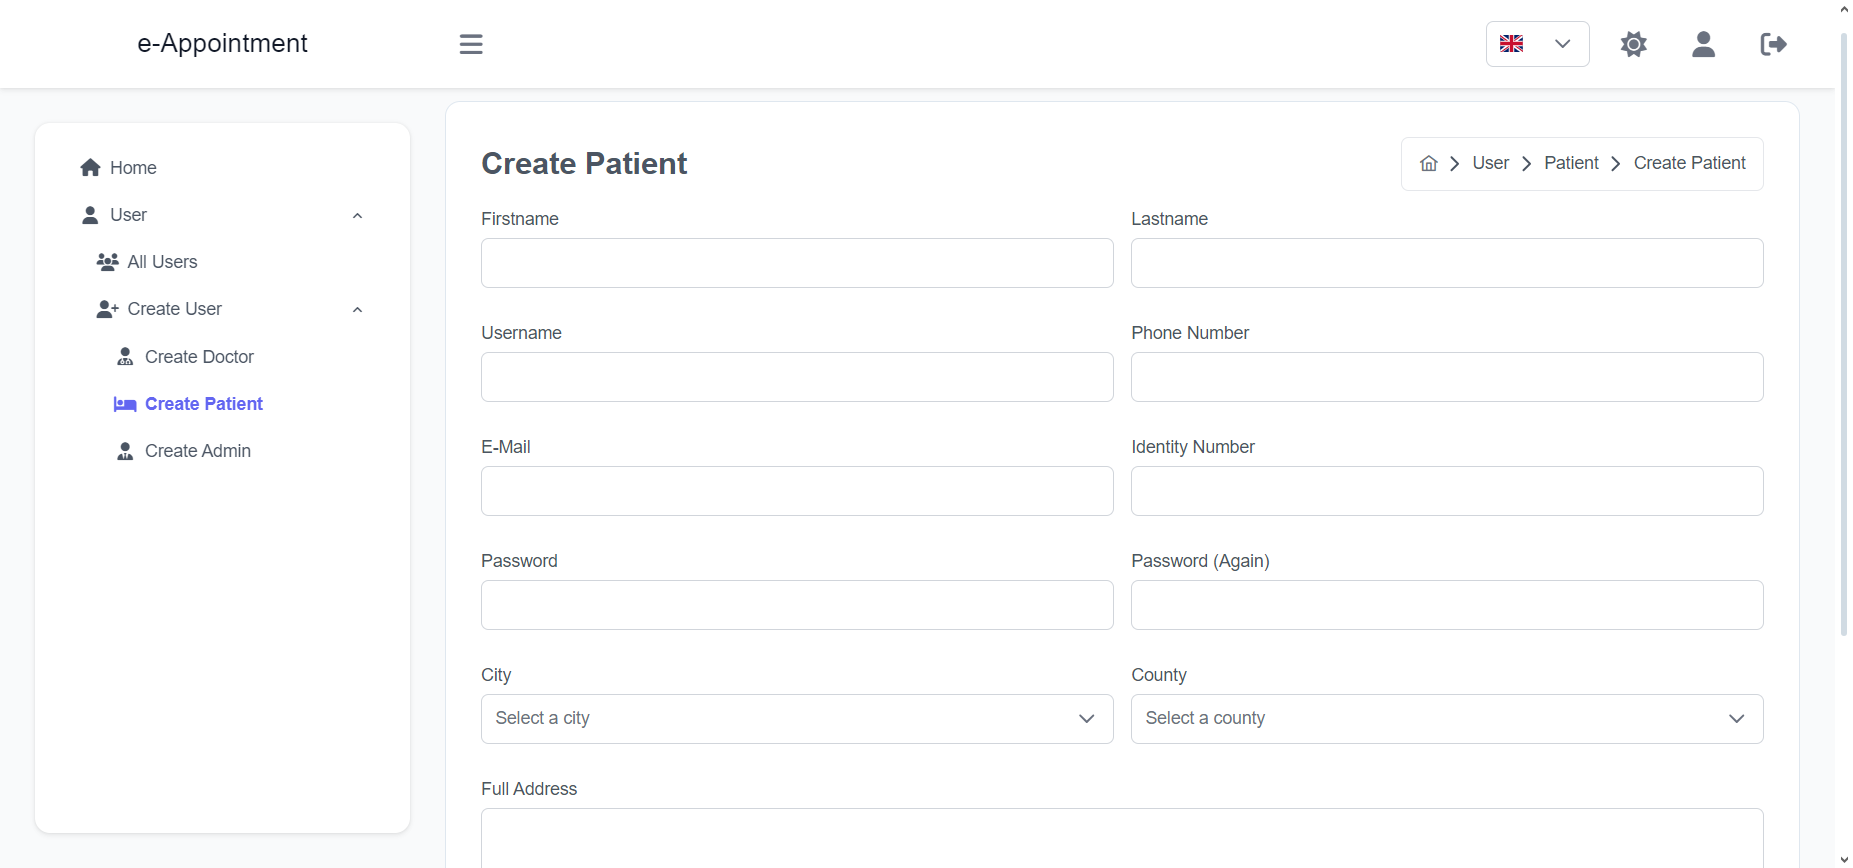 e-Appointment
Home
User
All Users
Create User
Create Doctor
Create Patient
Create Admin
Create Patient
User Patient Create Patient
Firstname Lastname
Username Phone Number
E-Mail Identity Number
Password Password (Again)
City County
Select a city Select a county
Full Address